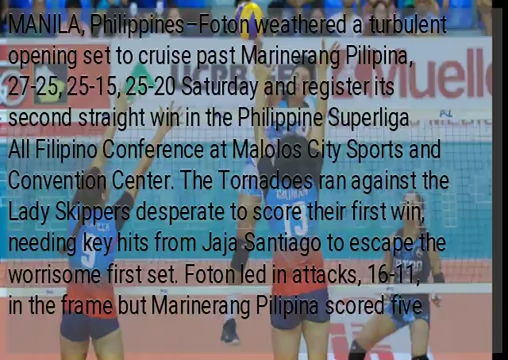 MANILA, Philippines–Foton weathered a turbulent
opening set to cruise past Marinerang Pilipina,
27-25, 25-15, 25-20 Saturday and register its
second straight win in the Philippine Superliga
All Filipino Conference at Malolos City Sports and
Convention Center. The Tornadoes ran against the
Lady Skippers desperate to score their first win,
needing key hits from Jaja Santiago to escape the
worrisome first set. Foton led in attacks, 16-11,
in the frame but Marinerang Pilipina scored five
Muelle
13